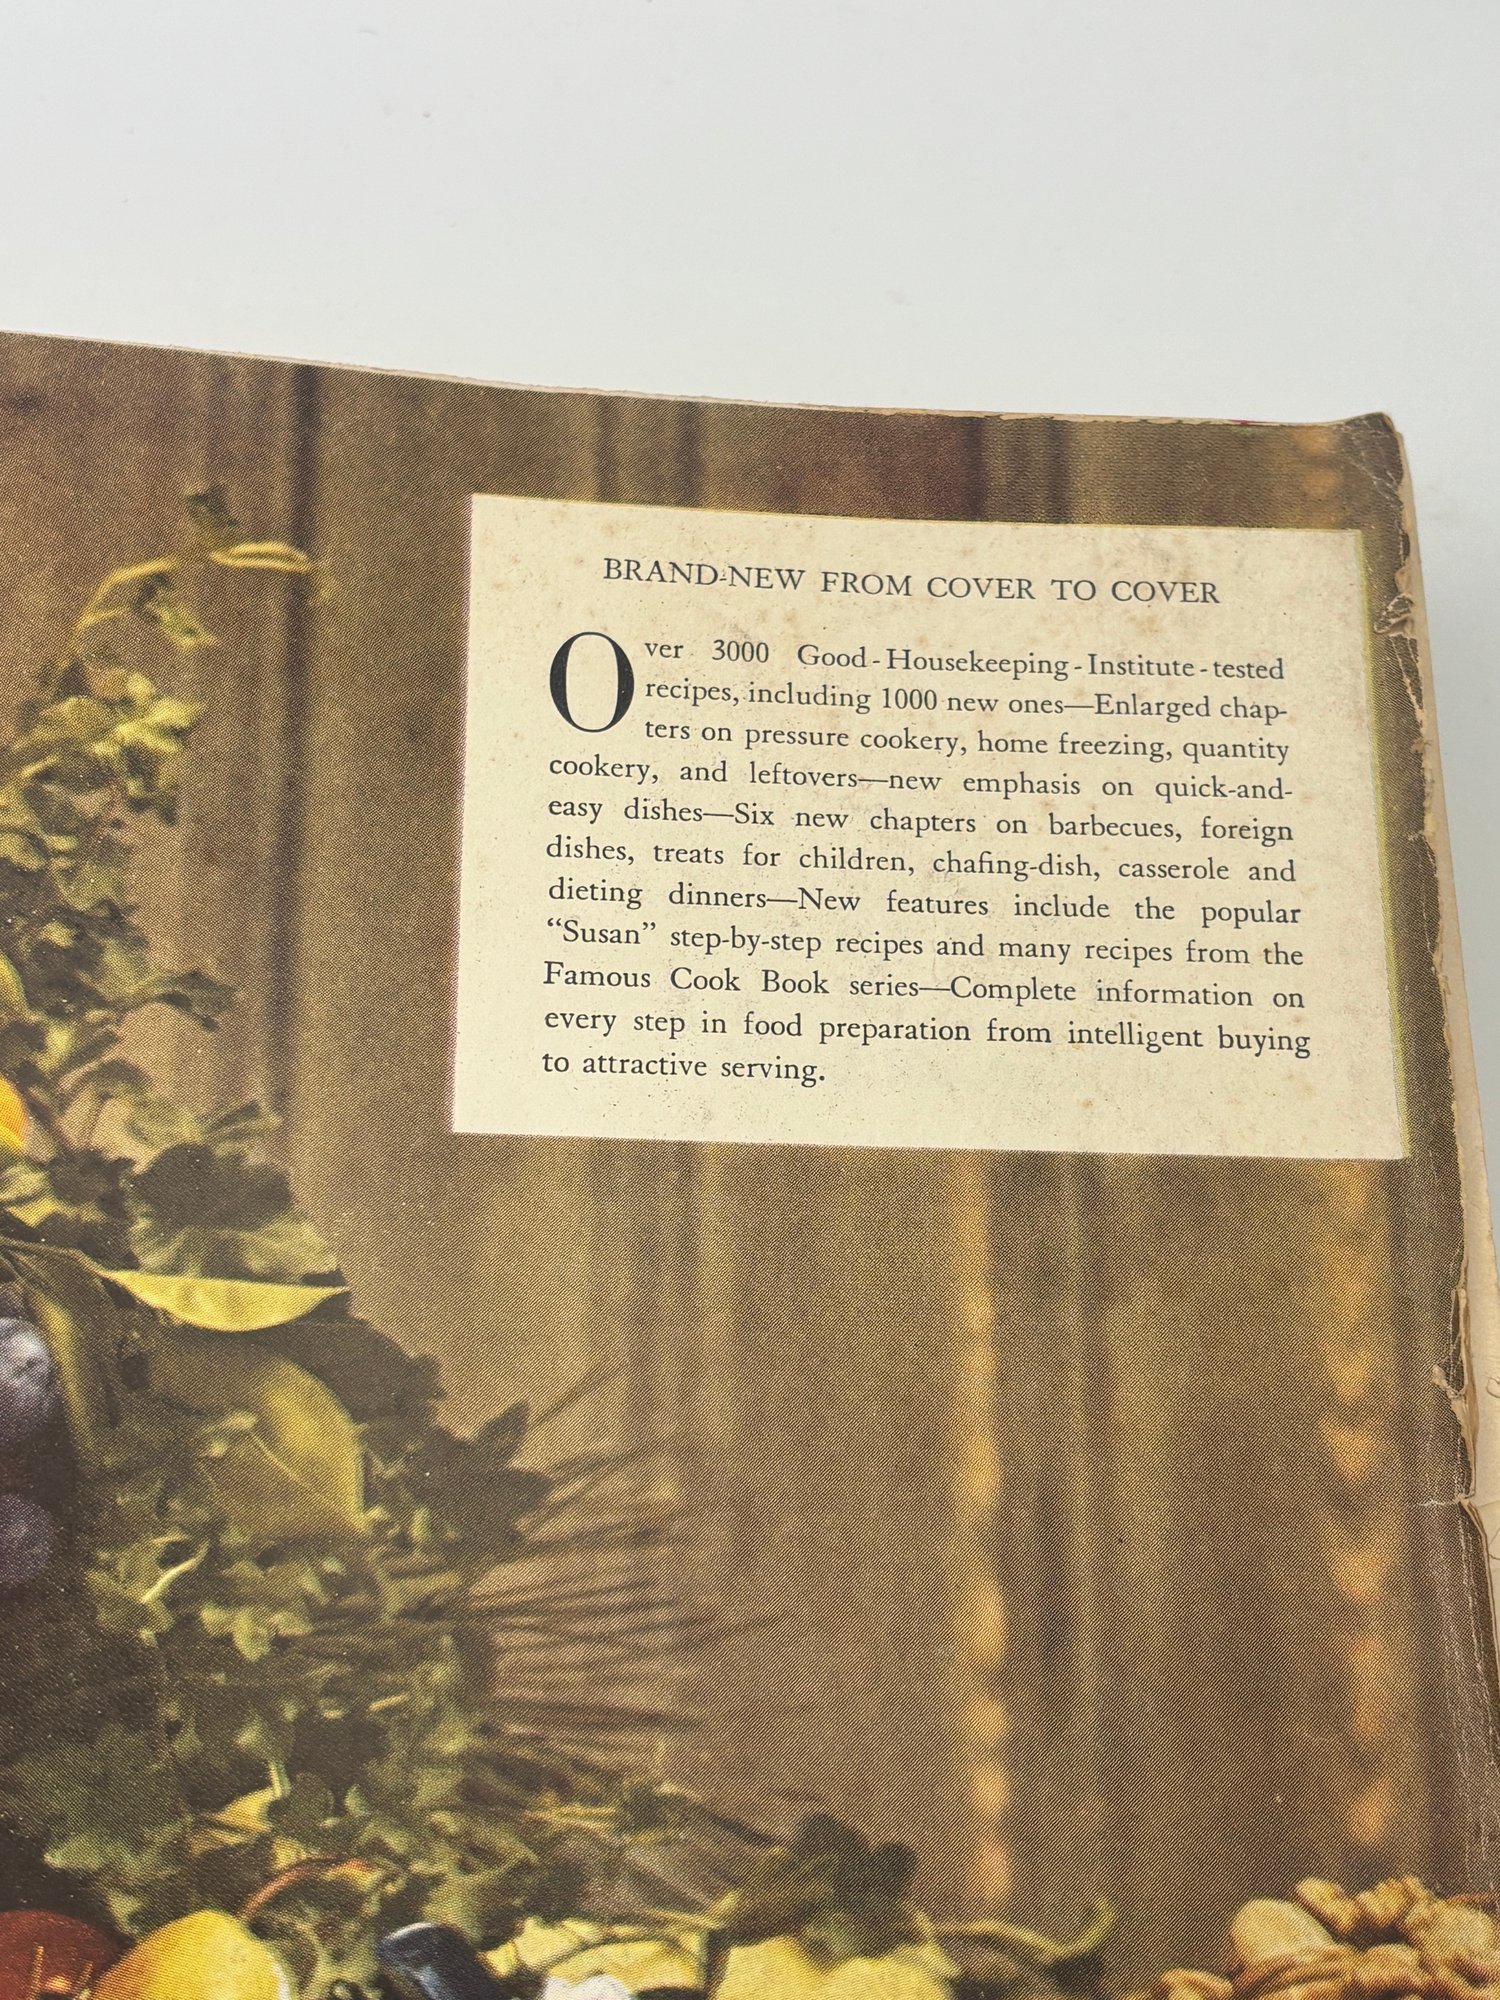 BRAND-NEW FROM COVER TO COVER
Over 3000 Good-Housekeeping-Institute-tested
recipes, including 1000 new ones—Enlarged chap-
ters on pressure cookery, home freezing, quantity
cookery, and leftovers—new emphasis on quick-and-
easy dishes—Six new chapters on barbecues, foreign
dishes, treats for children, chafing-dish, casserole and
dieting dinners—New features include the popular
“Susan” step-by-step recipes and many recipes from the
Famous Cook Book series—Complete information on
every step in food preparation from intelligent buying
to attractive serving.